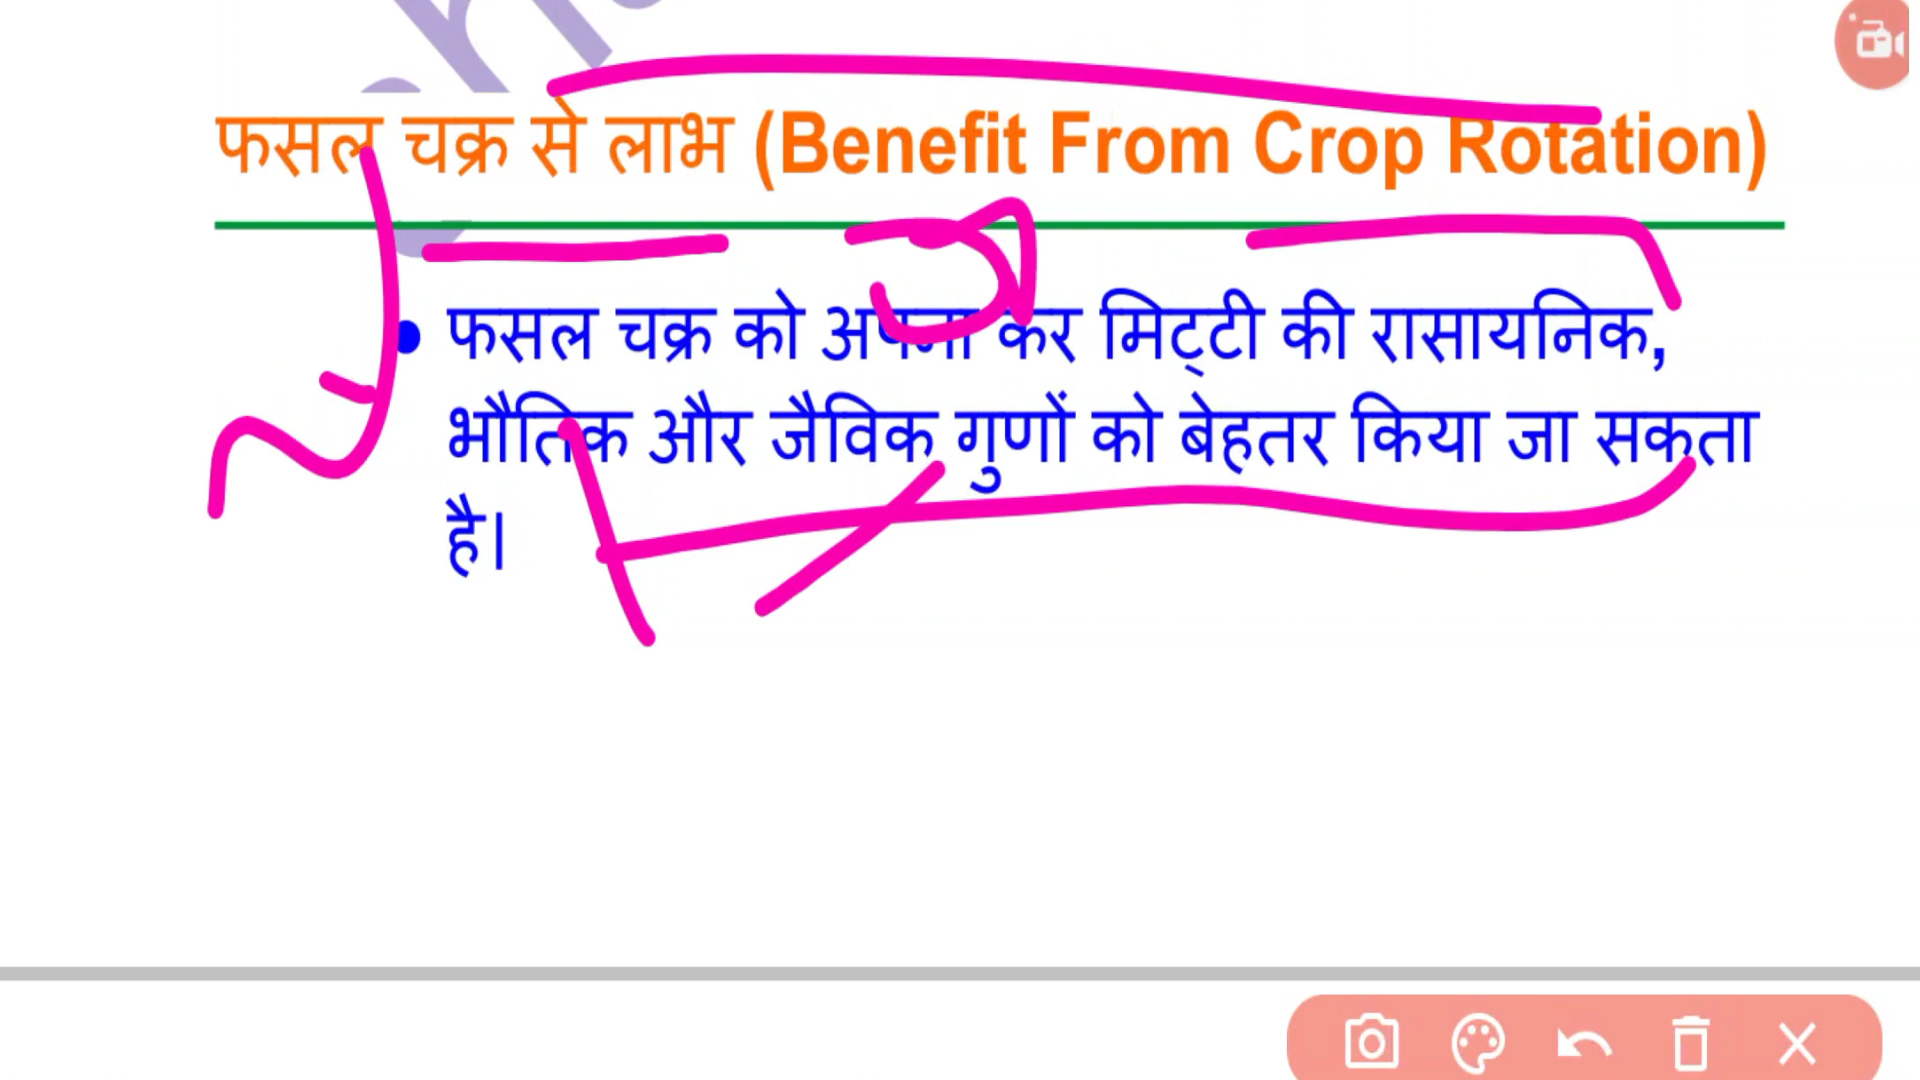 फसल चक्र से लाभ (Benefit From Crop Rotation)
फसल चक्र को अपना कर मिट्टी की रासायनिक,
भौतिक और जैविक गुणों को बेहतर किया जा सकता
है।